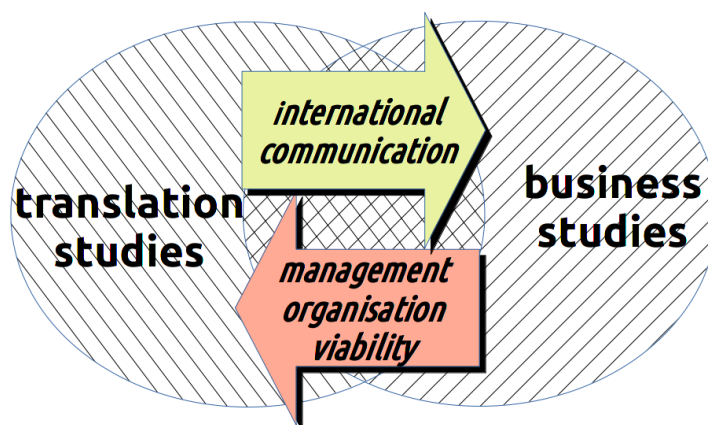 international
communication
translation
studies
business
studies
management
organisation
viability